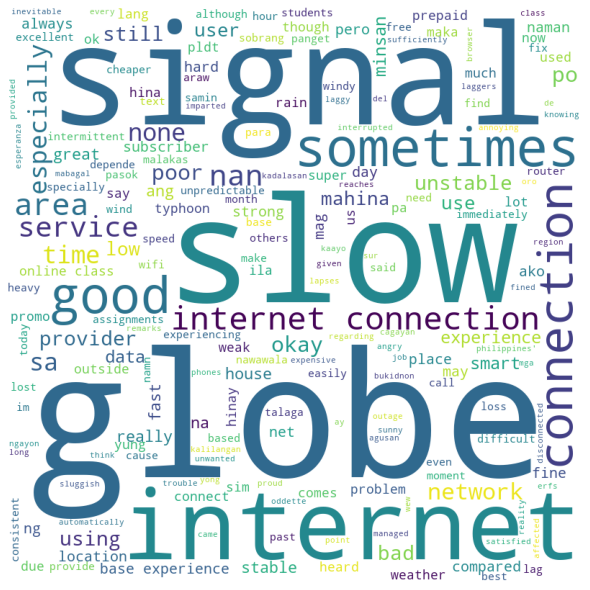 inevitable every lang although hour students prepaid free class
always excellent ok user though pero maka naman now fix
cheaper pldt sobrang panget sufficiently browser
still minsan po
signal
araw hina samin imparted hard windy laggy del much used
text rain laggers find de knowing
esperanza provided especially intermittent none para interrupted annoying
subscriber malakas great sometimes
mabagal pasok depende kadalasan super day router
specially poor nan unstable
area say ang unpredictable mahina need lot
wind typhoon month base strong mag us pa use immediately
service others kaayo reaches oro region
time low speed wifi make ila said given sur ako
online class slow lapses fined
heavy good internet connection connection
promo assignments remarks regarding cagayan philippines'
today provider experiencing okay angry job experience
sa data weak nawawala expensive bukidnon place smart mga
outside house may
lost namn fast phones hinay talaga easily call loss
im na globe ay agusan sunny outage difficult disconnected
ngayon really based net even
long yung think cause kalilangan unwanted moment fine
sluggish trouble yong proud sim comes problem network erfs
consistent connect
automatically came oddette wew point reality satisfied
ng using past heard managed affected
location internet bad
due provide base experience stable weather compared best lag